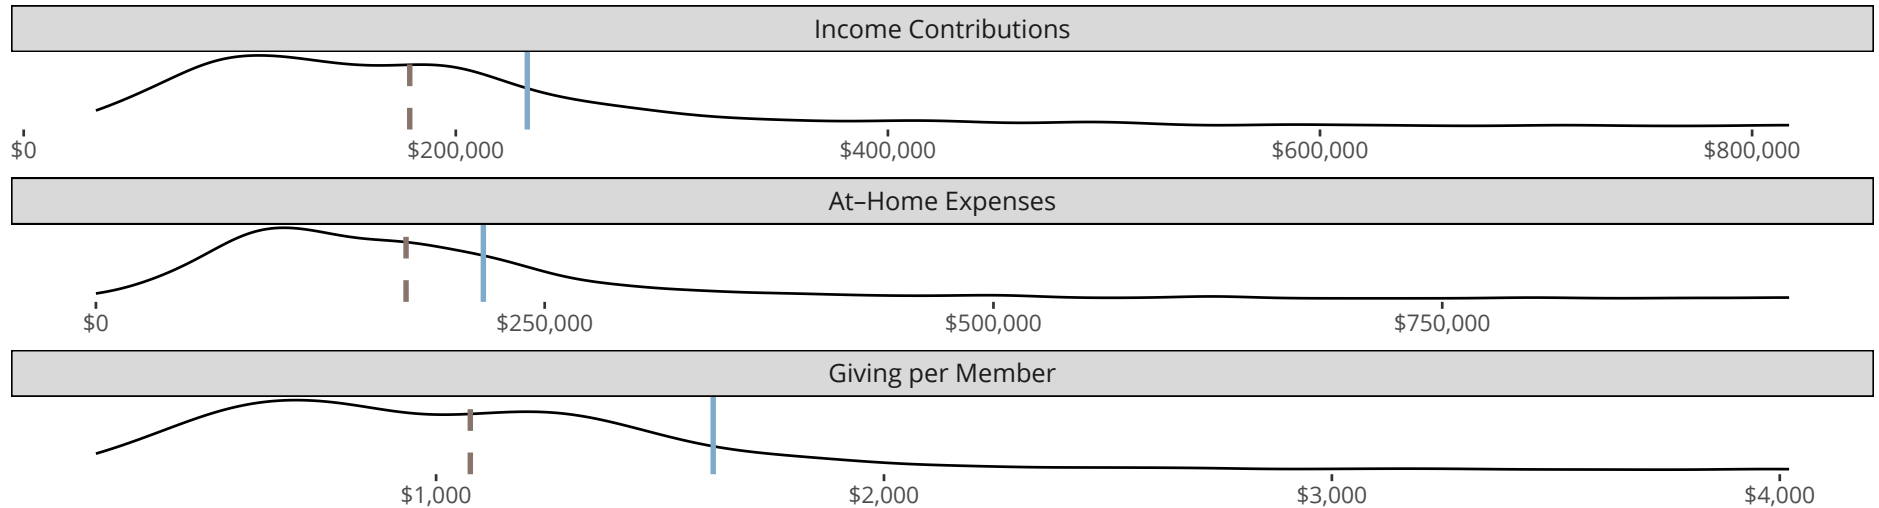 Income Contributions
$0 $200,000 $400,000 $600,000 $800,000
At–Home Expenses
$0 $250,000 $500,000 $750,000
Giving per Member
$1,000 $2,000 $3,000 $4,000